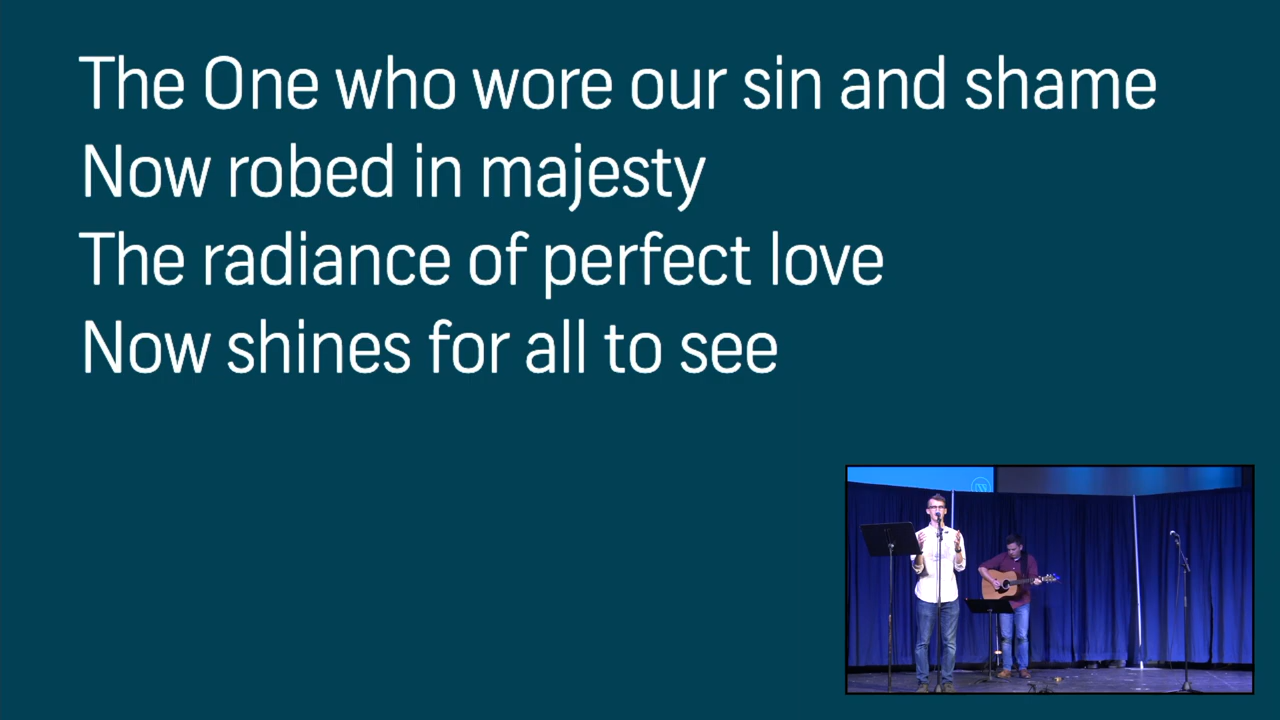 The One who wore our sin and shame
Now robed in majesty
The radiance of perfect love
Now shines for all to see